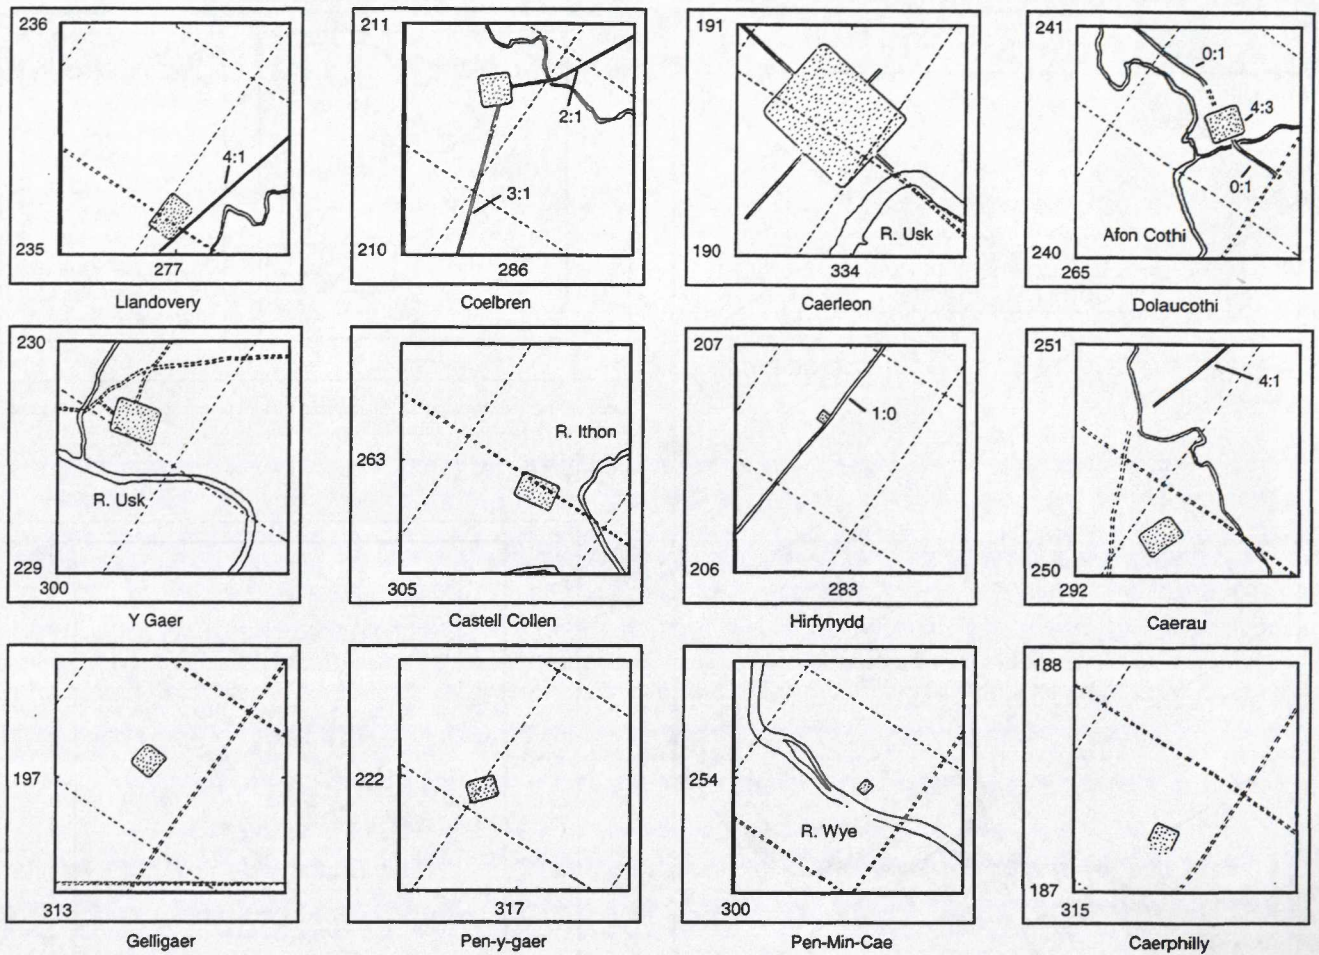 236
4:1
235
277
Llandovery
211
2:1
3:1
210
286
Coelbren
191
R. Usk
190
334
Caerleon
241
0:1
4:3
0:1
Afon Cothi
240
265
Dolaucothi
230
R. Usk
229
300
Y Gaer
R. Ithon
263
305
Castell Collen
207
1:0
206
283
Hirfynydd
251
4:1
250
292
Caerau
197
313
Gelligaer
222
317
Pen-y-gaer
254
R. Wye
300
Pen-Min-Cae
188
187
315
Caerphilly